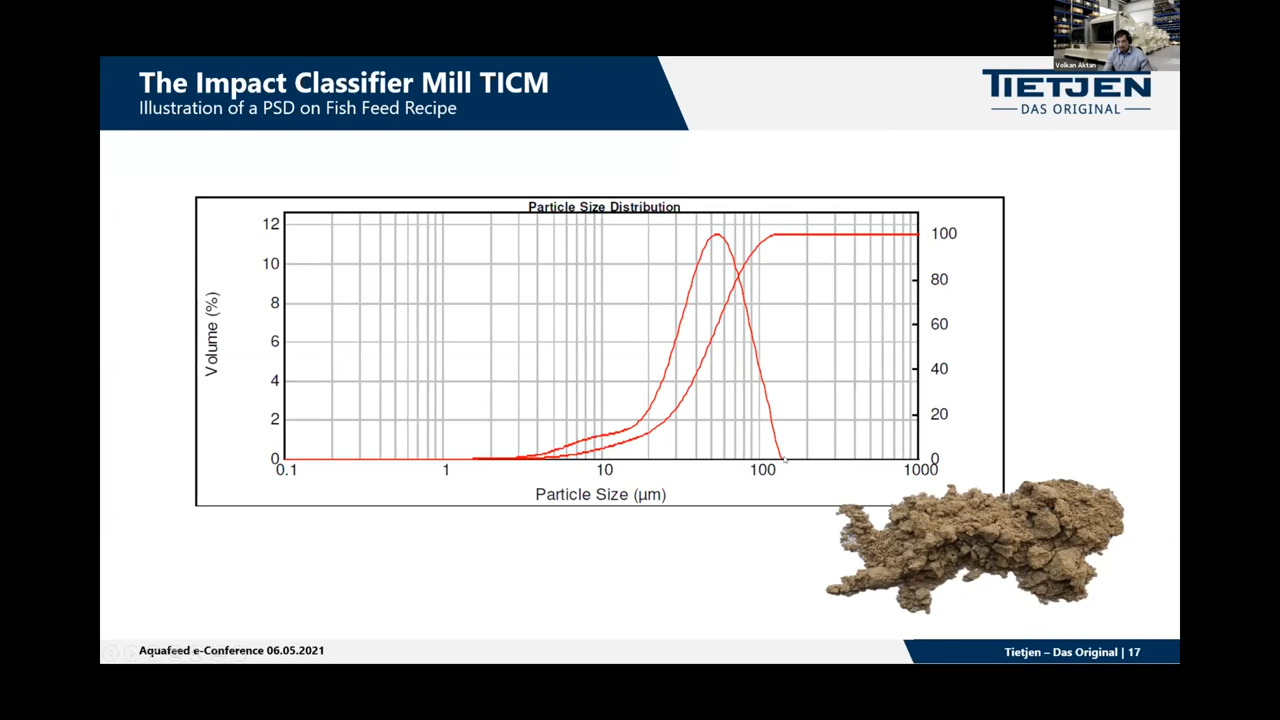 Volkan Aktan
The Impact Classifier Mill TICM
Illustration of a PSD on Fish Feed Recipe
TIETJEN
DAS ORIGINAL
Particle Size Distribution
12
10
8
6
4
2
0
Volume (%)
100
80
60
40
20
0
0.1 1 10 100 1000
Particle Size (µm)
Aquafeed e-Conference 06.05.2021
Tietjen – Das Original | 17